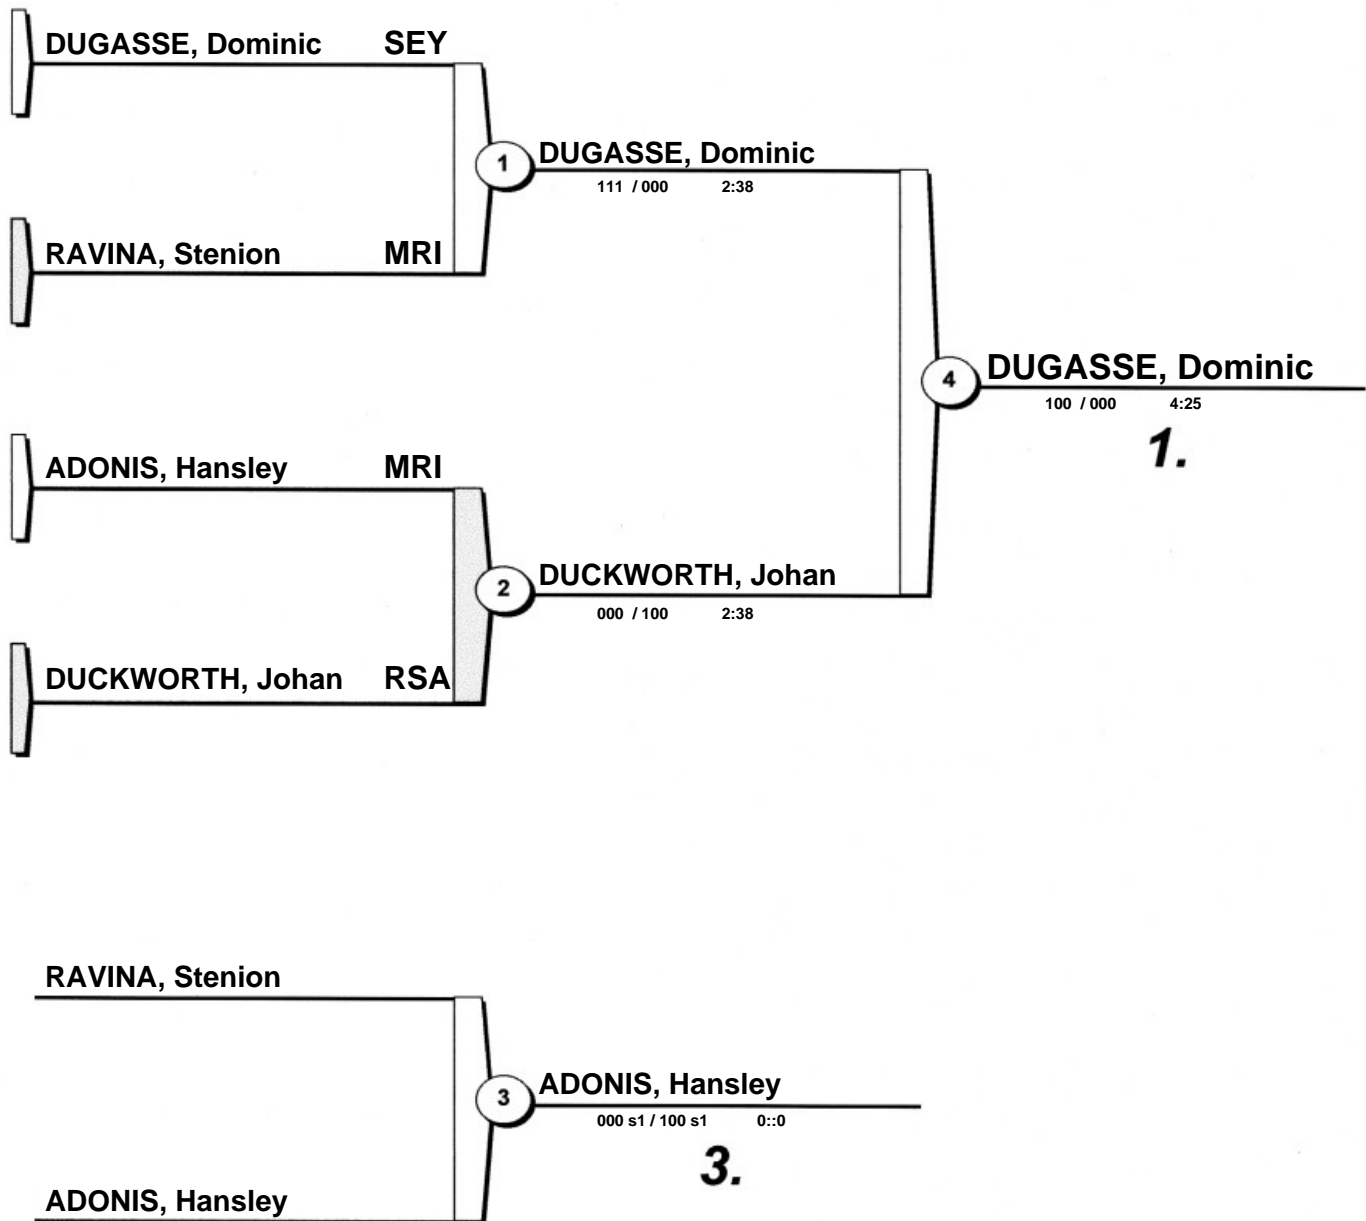 DUGASSE, Dominic SEY
1 DUGASSE, Dominic
111 / 000 2:38
RAVINA, Stenion MRI
4 DUGASSE, Dominic
100 / 000 4:25
1.
ADONIS, Hansley MRI
2 DUCKWORTH, Johan
000 / 100 2:38
DUCKWORTH, Johan RSA
RAVINA, Stenion
3 ADONIS, Hansley
000 s1 / 100 s1 0::0
3.
ADONIS, Hansley